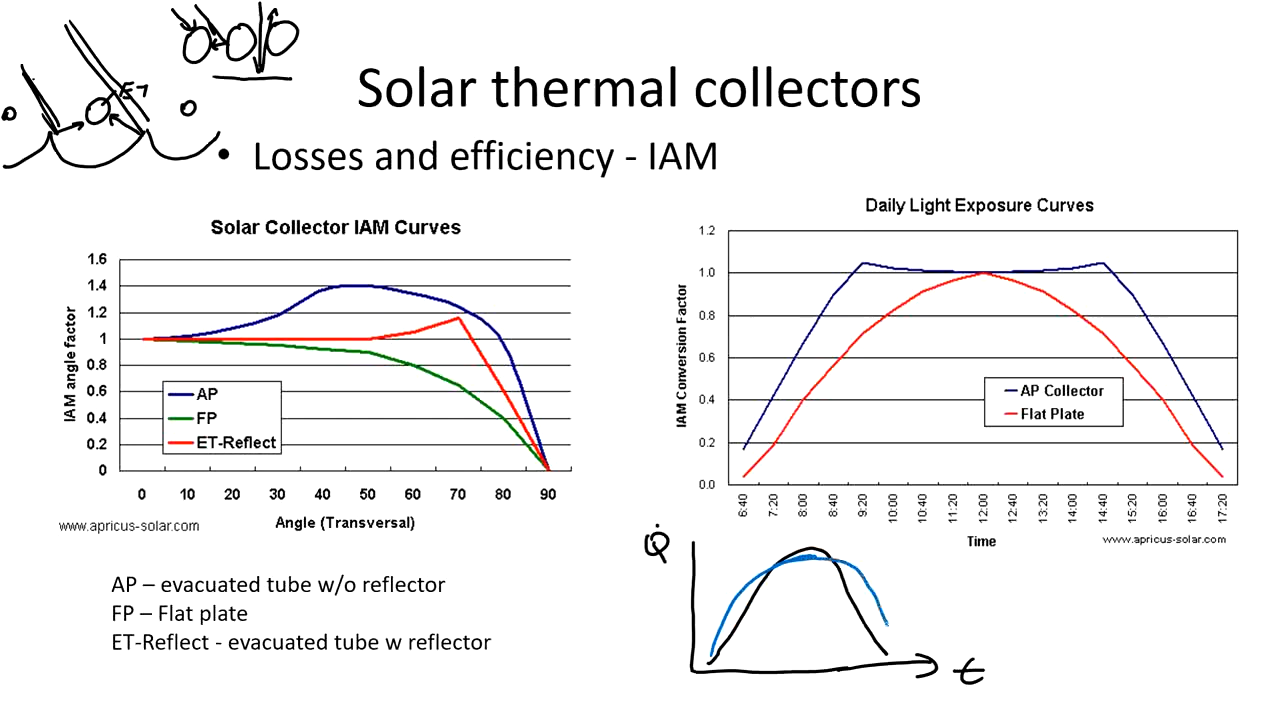 ET
Solar thermal collectors
• Losses and efficiency - IAM
Solar Collector IAM Curves
IAM angle factor
1.6
1.4
1.2
1
0.8
0.6
0.4
0.2
0
AP
FP
ET-Reflect
0 10 20 30 40 50 60 70 80 90
Angle (Transversal)
www.apricus-solar.com
Daily Light Exposure Curves
IAM Conversion Factor
1.2
1.0
0.8
0.6
0.4
0.2
0.0
AP Collector
Flat Plate
6:40 7:20 8:00 8:40 9:20 10:00 10:40 11:20 12:00 12:40 13:20 14:00 14:40 15:20 16:00 16:40 17:20
Time
www.apricus-solar.com
AP – evacuated tube w/o reflector
FP – Flat plate
ET-Reflect - evacuated tube w reflector
Q̇
t